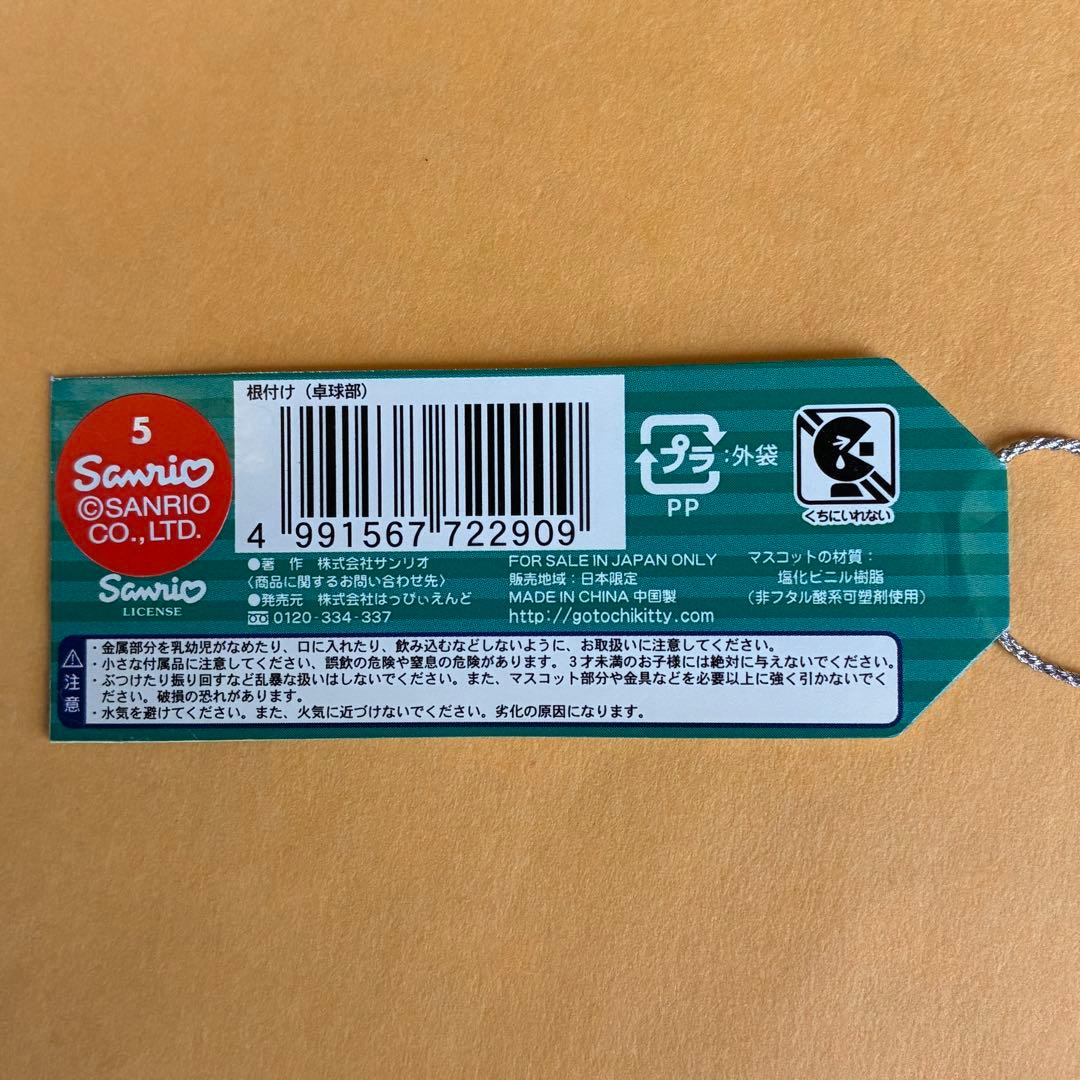 5
Sanrio
©SANRIO
CO.,LTD.
Sanrio
LICENSE
根付け（卓球部）
4 991567 722909
●著　作　株式会社サンリオ
〈商品に関するお問い合わせ先〉
●発売元　株式会社はっぴぃえんど
0120-334-337
FOR SALE IN JAPAN ONLY
販売地域：日本限定
MADE IN CHINA 中国製
http://gotochikitty.com
プラ:外袋
PP
くちにいれない
マスコットの材質：
塩化ビニル樹脂
（非フタル酸系可塑剤使用）
注意
・金属部分を乳幼児がなめたり、口に入れたり、飲み込むなどしないように、お取扱いに注意してください。
・小さな付属品に注意してください、誤飲の危険や窒息の危険があります。３才未満のお子様には絶対に与えないでください。
・ぶつけたり振り回すなど乱暴な扱いはしないでください。また、マスコット部分や金具などを必要以上に強く引かないでく
ださい。破損の恐れがあります。
・水気を避けてください。また、火気に近づけないでください。劣化の原因になります。